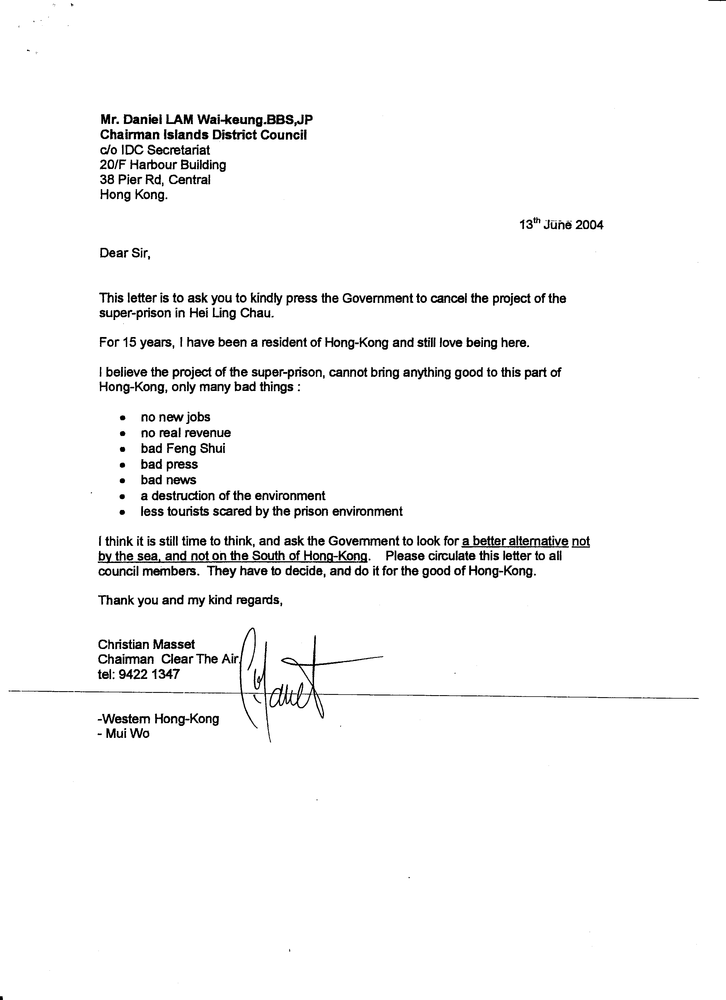 Mr. Daniel LAM Wai-keung.BBS,JP
Chairman Islands District Council
c/o IDC Secretariat
20/F Harbour Building
38 Pier Rd, Central
Hong Kong.
13th June 2004
Dear Sir,
This letter is to ask you to kindly press the Government to cancel the project of the
super-prison in Hei Ling Chau.
For 15 years, I have been a resident of Hong-Kong and still love being here.
I believe the project of the super-prison, cannot bring anything good to this part of
Hong-Kong, only many bad things :
• no new jobs
• no real revenue
• bad Feng Shui
• bad press
• bad news
• a destruction of the environment
• less tourists scared by the prison environment
I think it is still time to think, and ask the Government to look for a better alternative not
by the sea, and not on the South of Hong-Kong. Please circulate this letter to all
council members. They have to decide, and do it for the good of Hong-Kong.
Thank you and my kind regards,
Christian Masset
Chairman Clear The Air.
tel: 9422 1347
-Western Hong-Kong
- Mui Wo